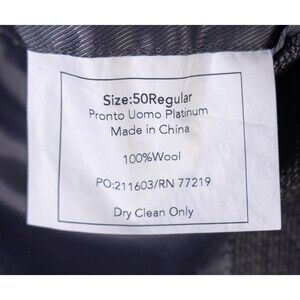 Size:50Regular
Pronto Uomo Platinum
Made in China
100%Wool
PO:211603/RN 77219
Dry Clean Only